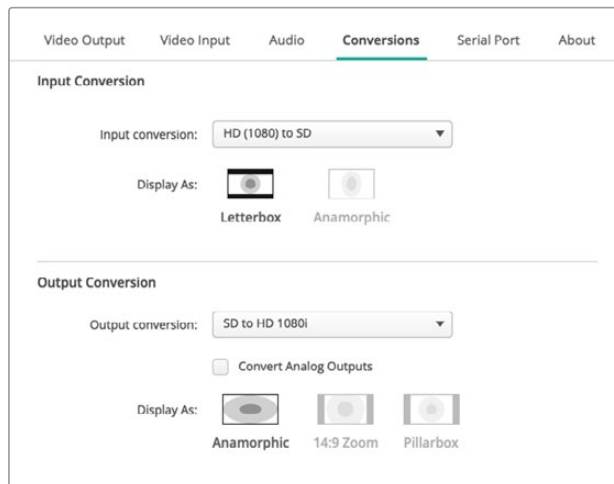 Video Output Video Input Audio Conversions Serial Port About
Input Conversion
Input conversion: HD (1080) to SD
Display As:
Letterbox Anamorphic
Output Conversion
Output conversion: SD to HD 1080i
Convert Analog Outputs
Display As:
Anamorphic 14:9 Zoom Pillarbox